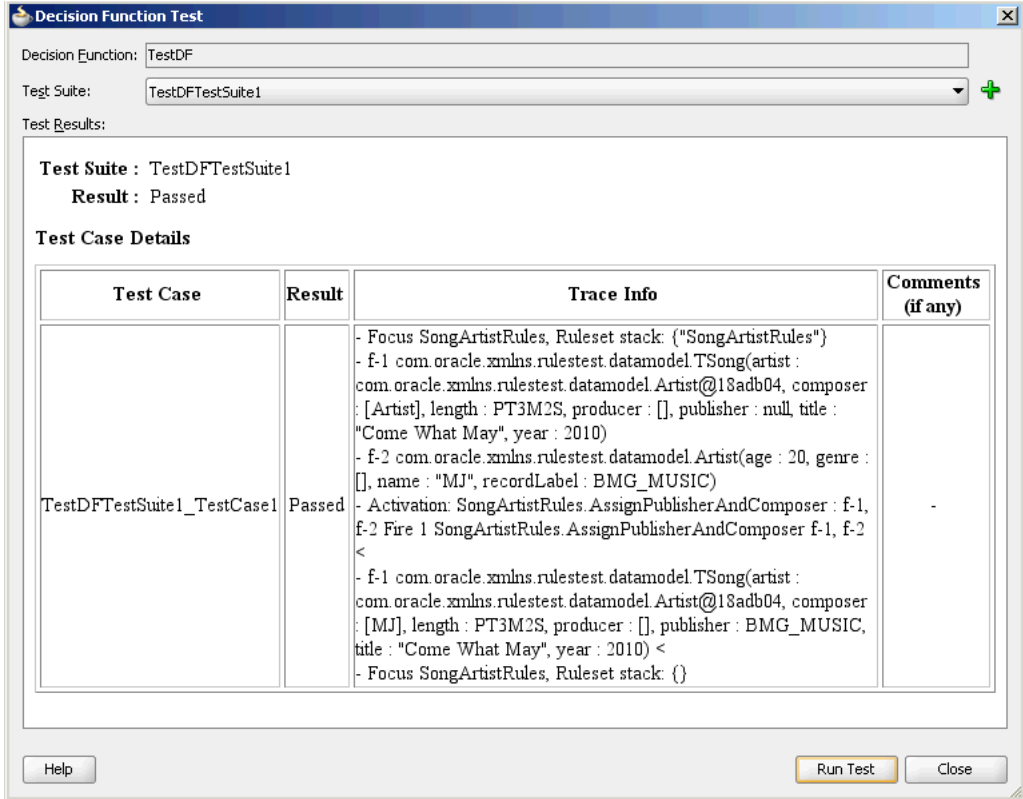 Decision Function Test
Decision Function: TestDF
Test Suite: TestDFTestSuite1
Test Results:
Test Suite : TestDFTestSuite1
Result : Passed
Test Case Details
Test Case Result Trace Info Comments (if any)
- Focus SongArtistRules, Ruleset stack: {"SongArtistRules"}
- f-1 com.oracle.xmlns.rulestest.datamodel.TSong(artist :
com.oracle.xmlns.rulestest.datamodel.Artist@18adb04, composer
: [Artist], length : PT3M2S, producer : [], publisher : null, title :
"Come What May", year : 2010)
- f-2 com.oracle.xmlns.rulestest.datamodel.Artist(age : 20, genre :
[], name : "MJ", recordLabel : BMG_MUSIC)
TestDFTestSuite1_TestCase1 Passed - Activation: SongArtistRules.AssignPublisherAndComposer : f-1, -
f-2 Fire 1 SongArtistRules.AssignPublisherAndComposer f-1, f-2
<
- f-1 com.oracle.xmlns.rulestest.datamodel.TSong(artist :
com.oracle.xmlns.rulestest.datamodel.Artist@18adb04, composer
: [MJ], length : PT3M2S, producer : [], publisher : BMG_MUSIC,
title : "Come What May", year : 2010) <
- Focus SongArtistRules, Ruleset stack: {}
Help Run Test Close